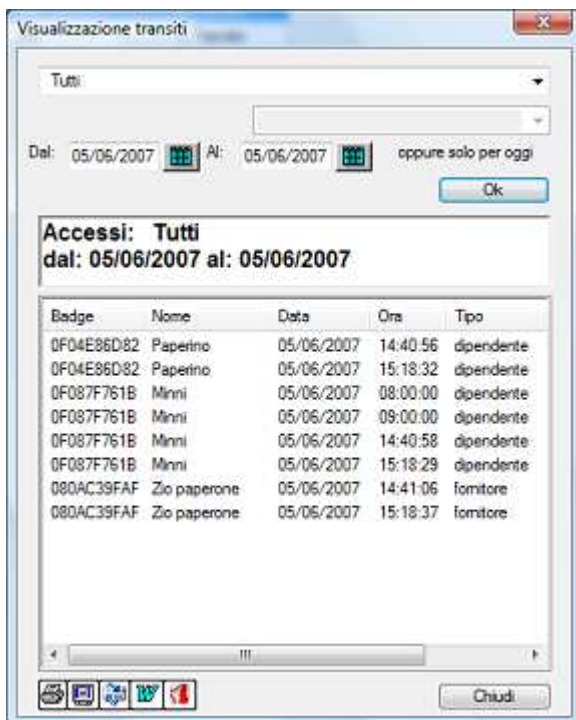 Visualizzazione transiti
Tutti
Dal: 05/06/2007 Al: 05/06/2007 oppure solo per oggi
Ok
Accessi: Tutti
dal: 05/06/2007 al: 05/06/2007
Badge Nome Data Ora Tipo
0F04E86D82 Paperino 05/06/2007 14:40:56 dipendente
0F04E86D82 Paperino 05/06/2007 15:18:32 dipendente
0F087F761B Minni 05/06/2007 08:00:00 dipendente
0F087F761B Minni 05/06/2007 09:00:00 dipendente
0F087F761B Minni 05/06/2007 14:40:58 dipendente
0F087F761B Minni 05/06/2007 15:18:29 dipendente
080AC39FAF Zio paperone 05/06/2007 14:41:06 fornitore
080AC39FAF Zio paperone 05/06/2007 15:18:37 fornitore
Chiudi